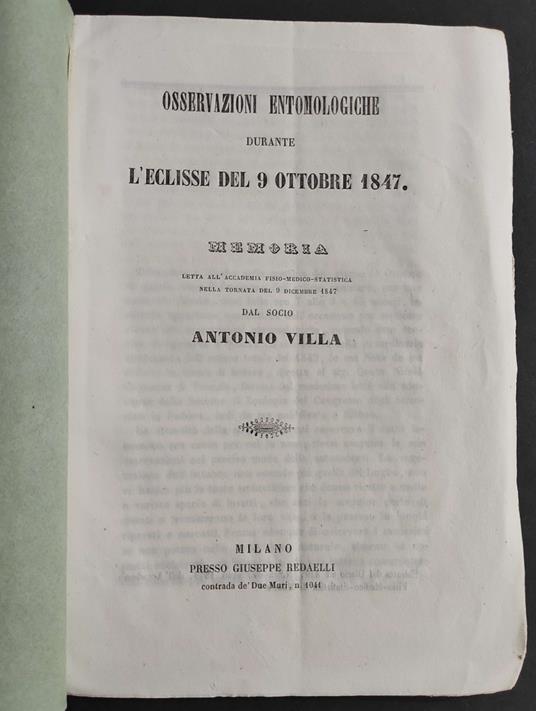 OSSERVAZIONI ENTOMOLOGICHE
DURANTE
L'ECLISSE DEL 9 OTTOBRE 1847.
MEMORIA
LETTA ALL'ACCADEMIA FISIO-MEDICO-STATISTICA
NELLA TORNATA DEL 9 DICEMBRE 1847
DAL SOCIO
ANTONIO VILLA
MILANO
PRESSO GIUSEPPE REDAELLI
contrada de' Due Muri, n. 1041